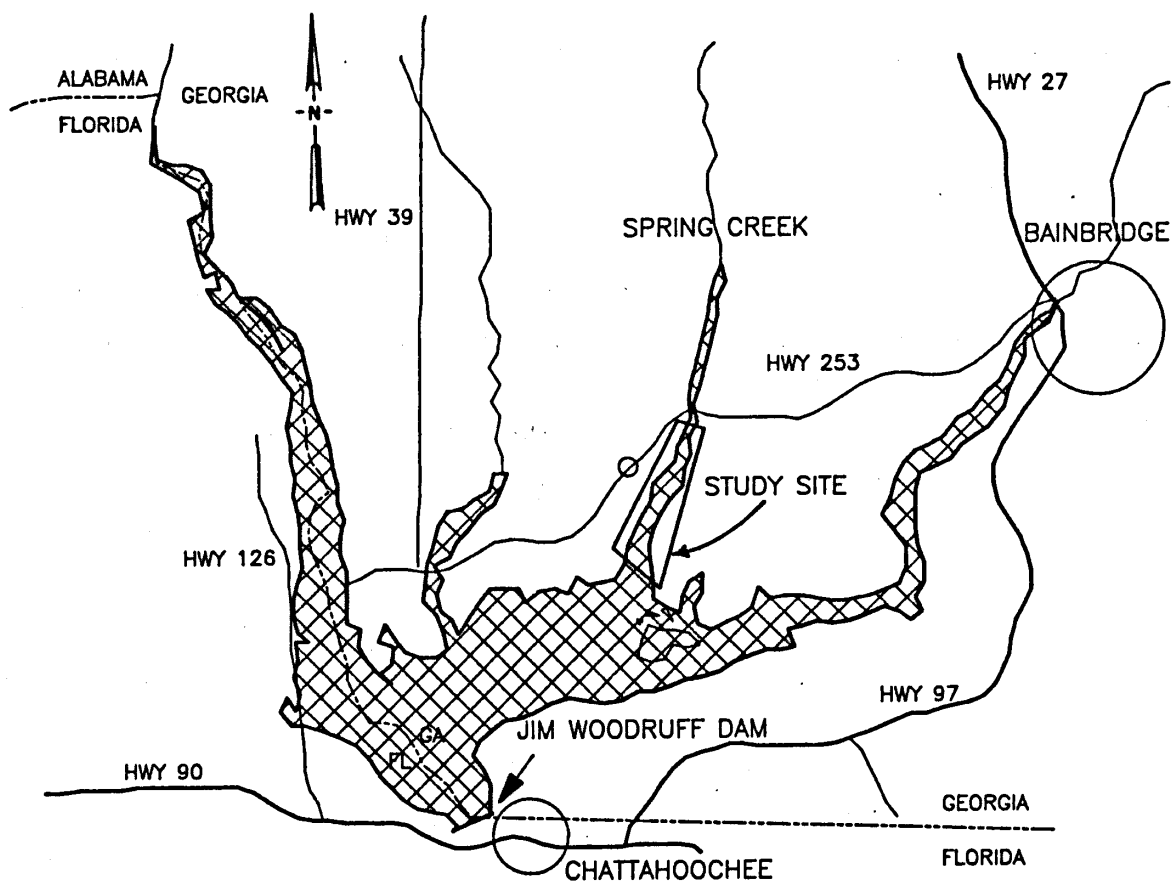 ALABAMA
GEORGIA
FLORIDA
-N-
HWY 39
HWY 27
SPRING CREEK
BAINBRIDGE
HWY 253
STUDY SITE
HWY 126
HWY 97
JIM WOODRUFF DAM
GA
FL
HWY 90
GEORGIA
FLORIDA
CHATTAHOOCHEE